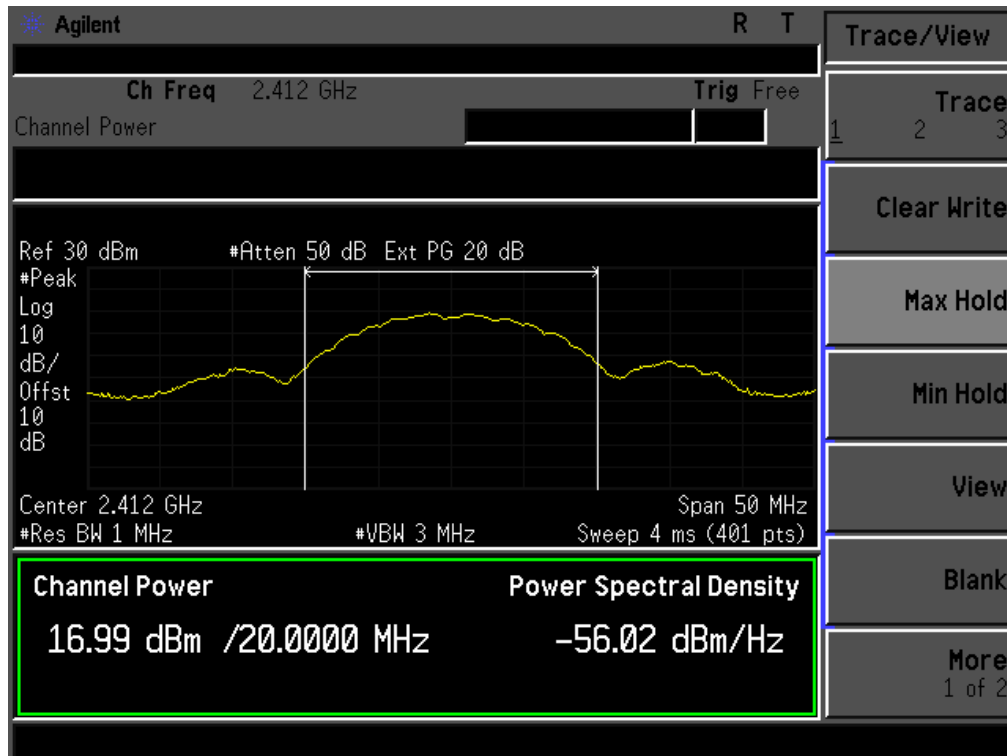 Agilent R T
Trace/View
Ch Freq 2.412 GHz Trig Free
Channel Power
Trace
1 2 3
Clear Write
Max Hold
Min Hold
View
Blank
More
1 of 2
Ref 30 dBm #Atten 50 dB Ext PG 20 dB
#Peak
Log
10
dB/
Offst
10
dB
Center 2.412 GHz Span 50 MHz
#Res BW 1 MHz #VBW 3 MHz Sweep 4 ms (401 pts)
Channel Power Power Spectral Density
16.99 dBm /20.0000 MHz -56.02 dBm/Hz